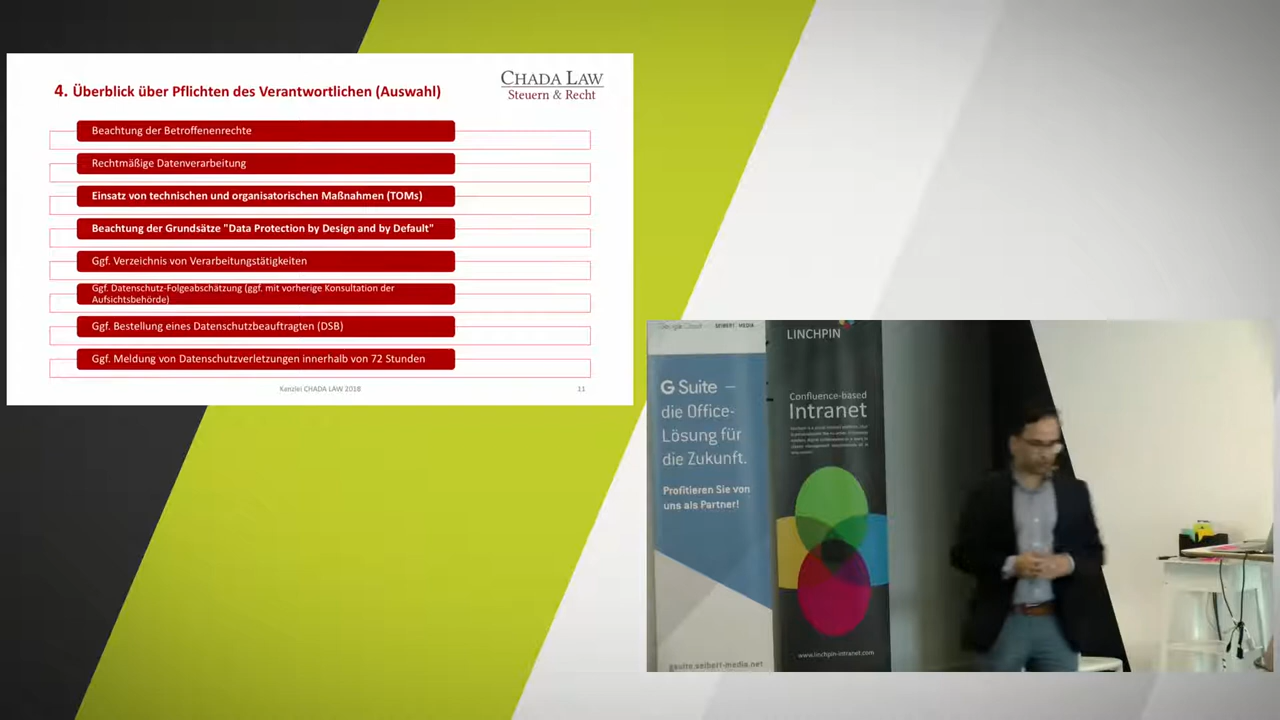 4. Überblick über Pflichten des Verantwortlichen (Auswahl)
CHADA LAW
Steuern & Recht
Beachtung der Betroffenenrechte
Rechtmäßige Datenverarbeitung
Einsatz von technischen und organisatorischen Maßnahmen (TOMs)
Beachtung der Grundsätze "Data Protection by Design and by Default"
Ggf. Verzeichnis von Verarbeitungstätigkeiten
Ggf. Datenschutz-Folgeabschätzung (ggf. mit vorherige Konsultation der
Aufsichtsbehörde)
Ggf. Bestellung eines Datenschutzbeauftragten (DSB)
Ggf. Meldung von Datenschutzverletzungen innerhalb von 72 Stunden
Kanzlei CHADA LAW 2018
11
Google Cloud
SEIBERT MEDIA
G Suite –
die Office-
Lösung für
die Zukunft.
Profitieren Sie von
uns als Partner!
gsuite.seibert-media.net
LINCHPIN
Confluence-based
Intranet
www.linchpin-intranet.com